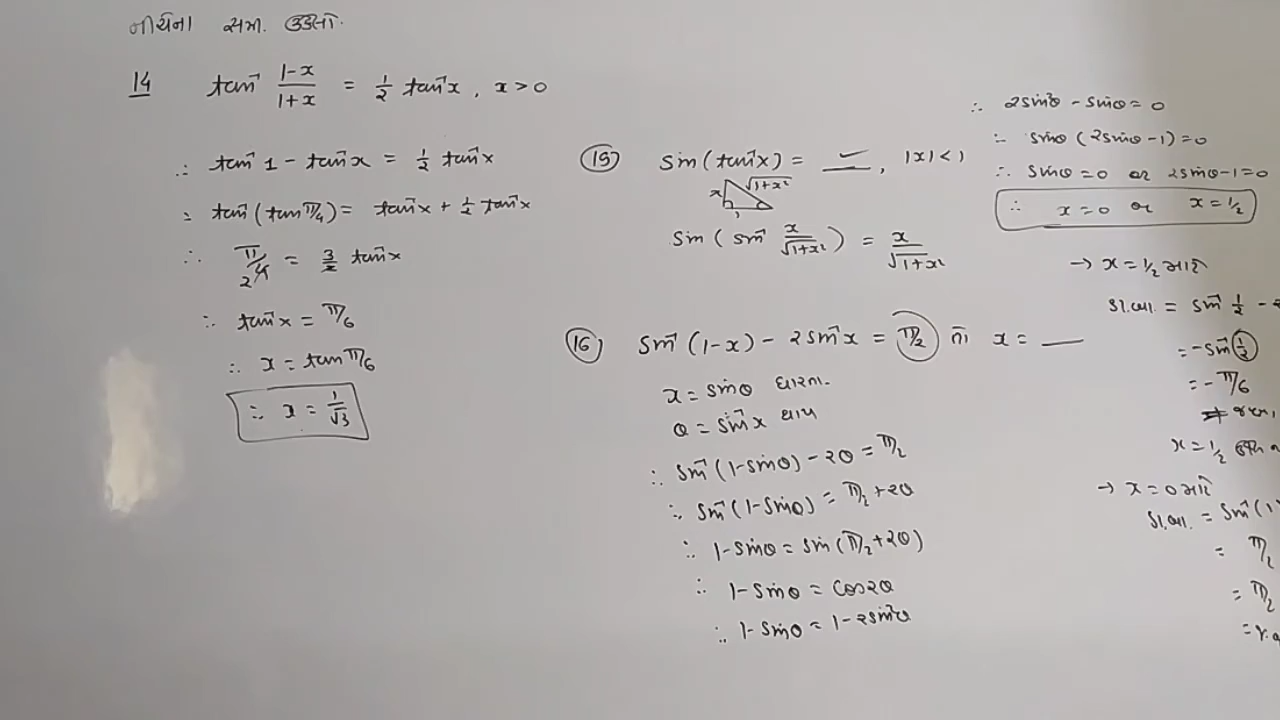 નીચેના સમી. ઉકેલો.
14 tan⁻¹ (1-x)/(1+x) = 1/2 tan⁻¹x, x>0
∴ tan⁻¹1 - tan⁻¹x = 1/2 tan⁻¹x
∴ tan⁻¹(tan π/4) = tan⁻¹x + 1/2 tan⁻¹x
∴ π/4 = 3/2 tan⁻¹x
2
∴ tan⁻¹x = π/6
∴ x = tan π/6
∴ x = 1/√3
15 sin(tan⁻¹x) = ___, |x|<1
x √1+x²
1
sin(sin⁻¹ x/√1+x²) = x/√1+x²
16 sin⁻¹(1-x) - 2sin⁻¹x = π/2 તો x = ___
x = sinθ ધારતા.
θ = sin⁻¹x થાય
∴ sin⁻¹(1-sinθ) - 2θ = π/2
∴ sin⁻¹(1-sinθ) = π/2 + 2θ
∴ 1-sinθ = sin(π/2+2θ)
∴ 1-sinθ = cos2θ
∴ 1-sinθ = 1-2sin²θ
∴ 2sin²θ - sinθ = 0
∴ sinθ (2sinθ-1) = 0
∴ sinθ = 0 or 2sinθ-1 = 0
∴ x = 0 or x = 1/2
→ x = 1/2 માટે
ડા.બા. = sin⁻¹ 1/2 -
= -sin⁻¹(1/2)
= -π/6
≠ જ.બા.
x = 1/2
→ x = 0 માટે
ડા.બા. = sin⁻¹(1
= π/2
= π/2
= જ.બ